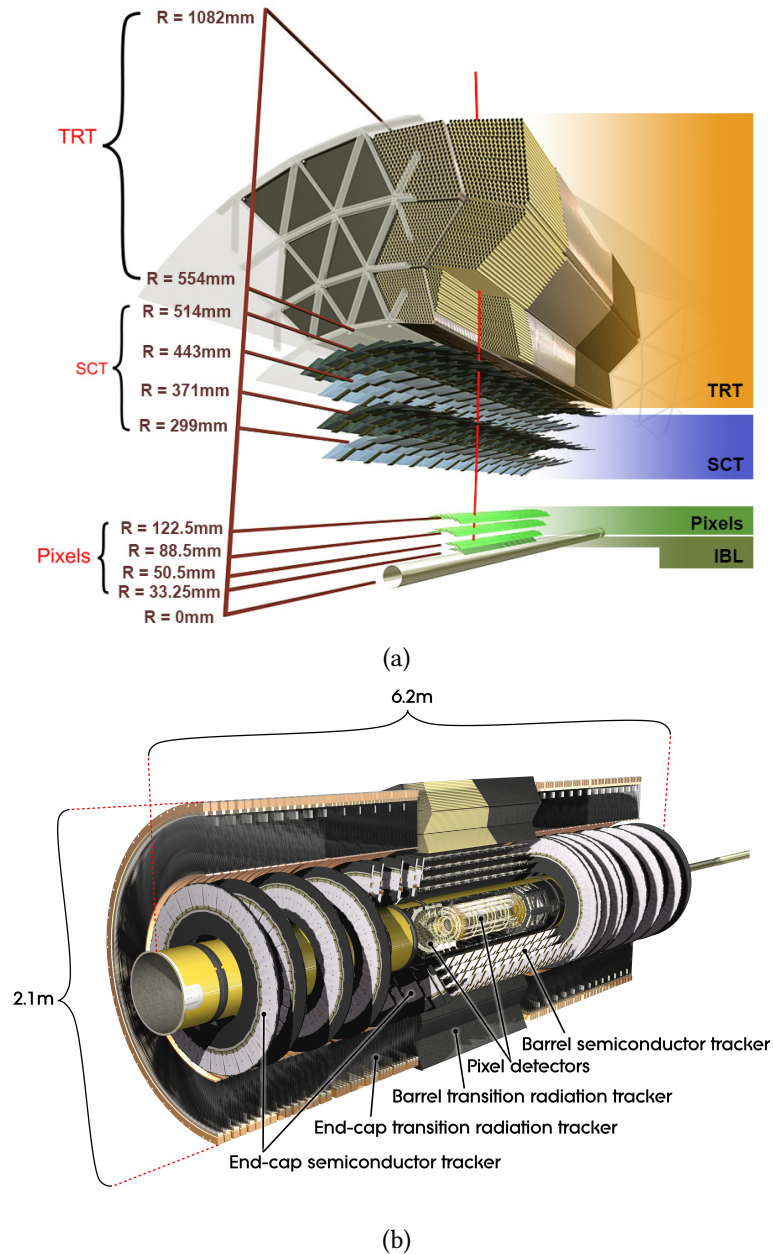 R = 1082mm
TRT
R = 554mm
R = 514mm
SCT
R = 443mm
R = 371mm
R = 299mm
TRT
SCT
Pixels
R = 122.5mm
R = 88.5mm
R = 50.5mm
R = 33.25mm
R = 0mm
Pixels
IBL
(a)
6.2m
2.1m
Barrel semiconductor tracker
Pixel detectors
Barrel transition radiation tracker
End-cap transition radiation tracker
End-cap semiconductor tracker
(b)